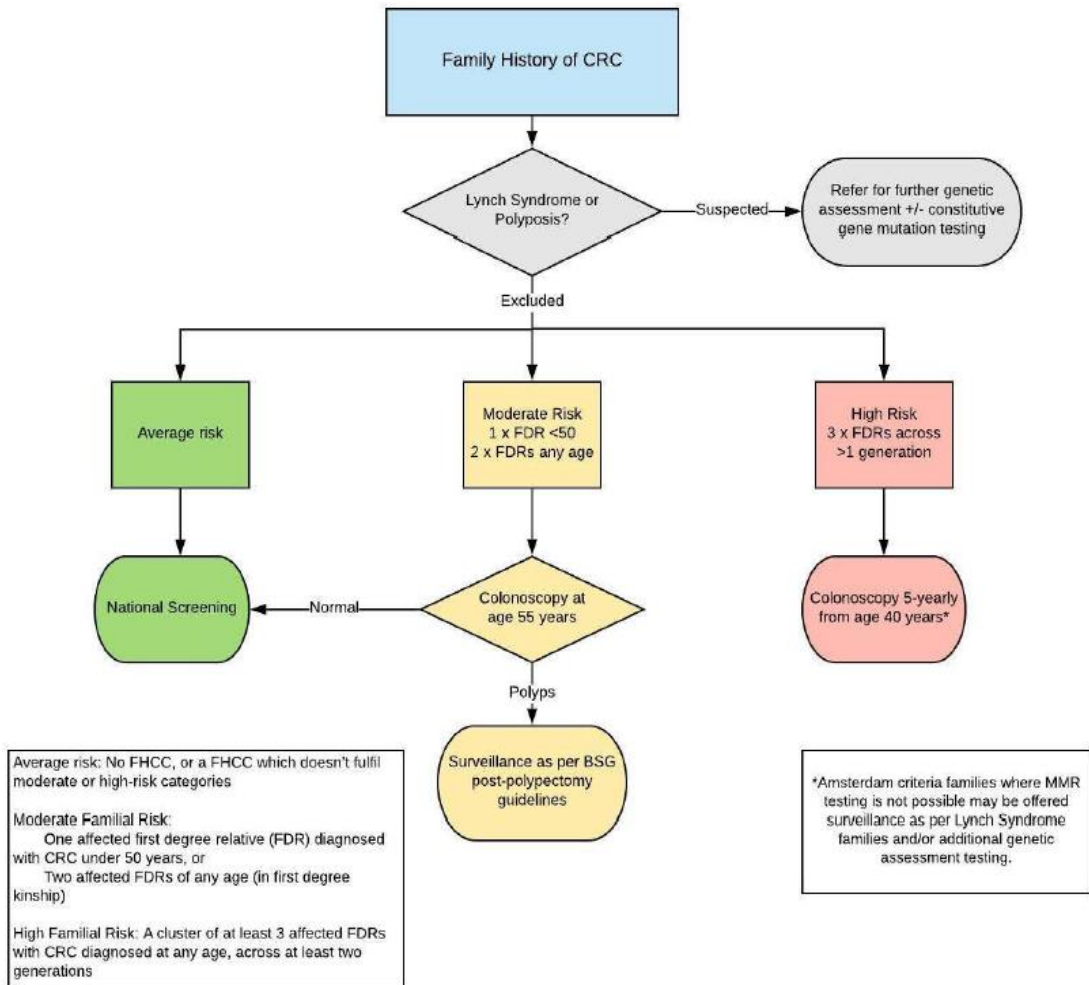 Family History of CRC
Lynch Syndrome or
Polyposis?
Suspected
Refer for further genetic
assessment +/- constitutive
gene mutation testing
Excluded
Average risk
Moderate Risk
1 x FDR <50
2 x FDRs any age
High Risk
3 x FDRs across
>1 generation
National Screening
Normal
Colonoscopy at
age 55 years
Colonoscopy 5-yearly
from age 40 years*
Polyps
Surveillance as per BSG
post-polypectomy
guidelines
Average risk: No FHCC, or a FHCC which doesn't fulfil
moderate or high-risk categories
Moderate Familial Risk:
One affected first degree relative (FDR) diagnosed
with CRC under 50 years, or
Two affected FDRs of any age (in first degree
kinship)
High Familial Risk: A cluster of at least 3 affected FDRs
with CRC diagnosed at any age, across at least two
generations
*Amsterdam criteria families where MMR
testing is not possible may be offered
surveillance as per Lynch Syndrome
families and/or additional genetic
assessment testing.